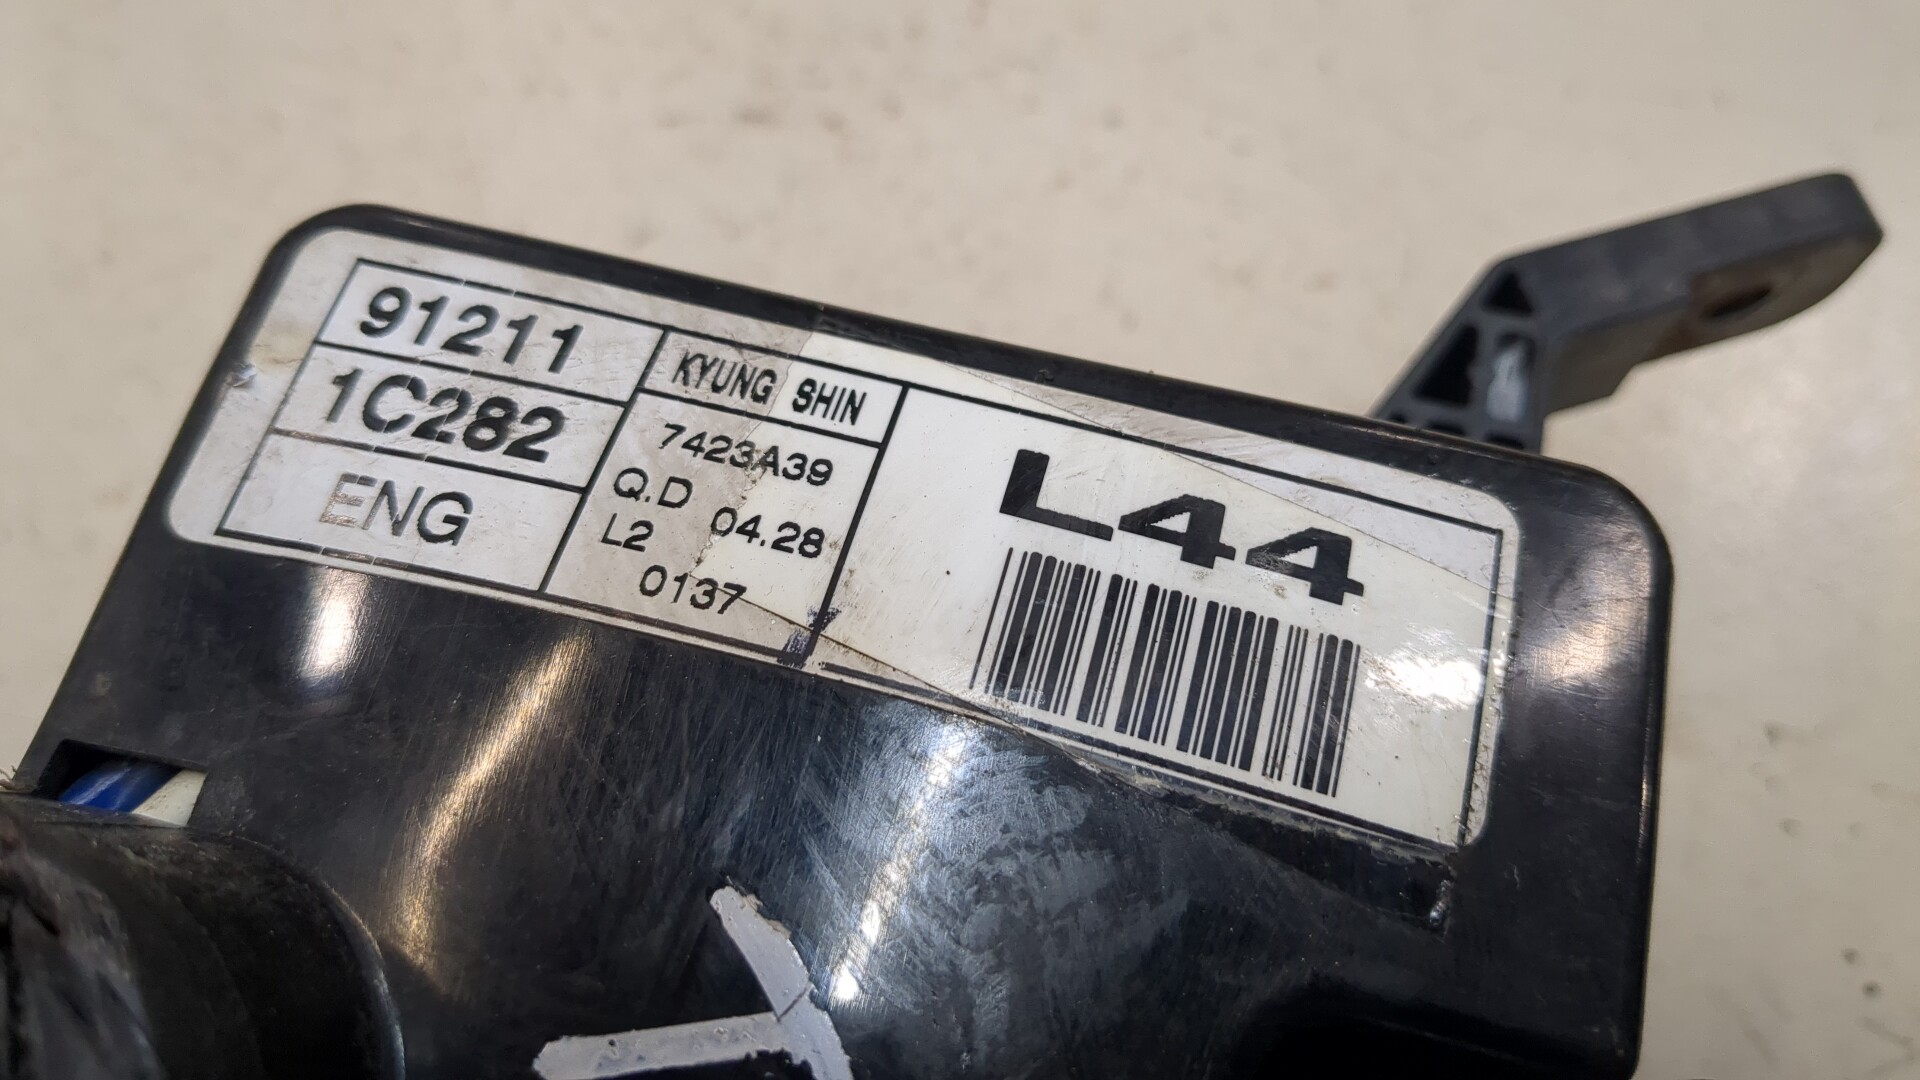 91211
1C282
ENG
KYUNG SHIN
7423A39
Q.D 04.28
L2
0137
L44